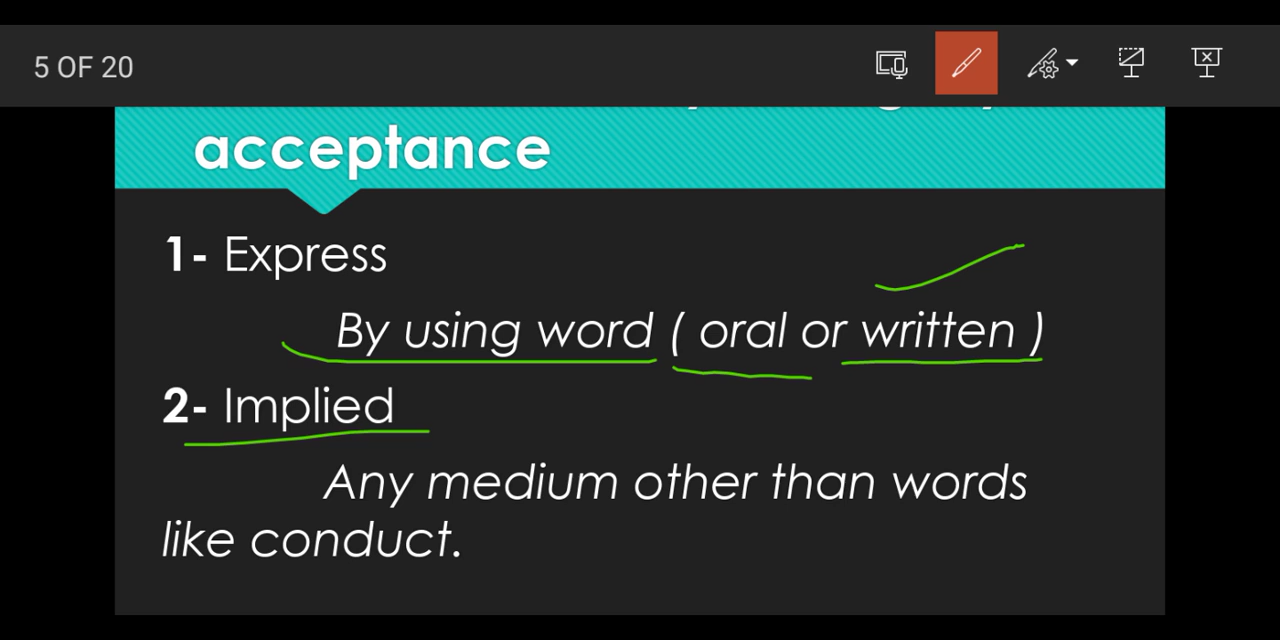 5 OF 20
acceptance
1- Express
By using word ( oral or written )
2- Implied
Any medium other than words
like conduct.